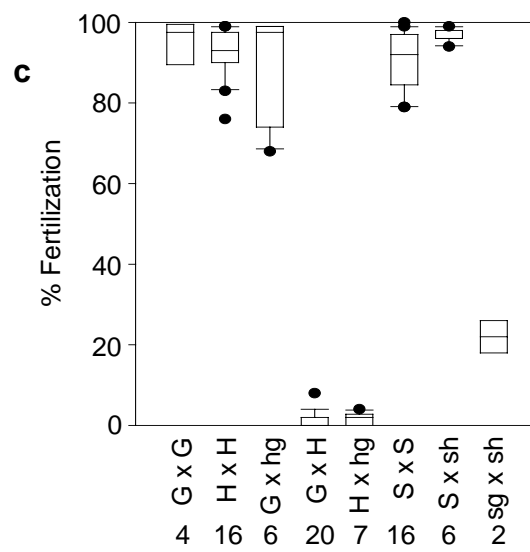 c
% Fertilization
100
80
60
40
20
0
G x G
H x H
G x hg
G x H
H x hg
S x S
S x sh
sg x sh
4 16 6 20 7 16 6 2